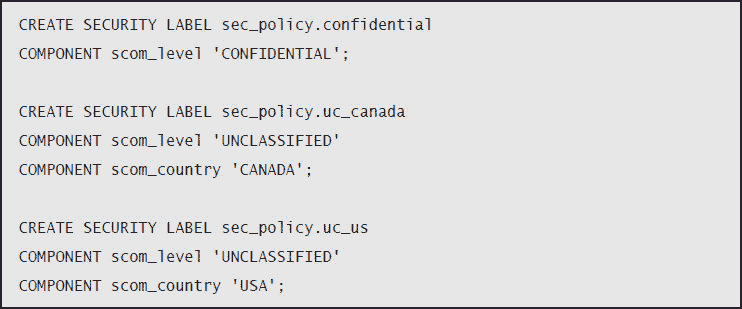 CREATE SECURITY LABEL sec_policy.confidential
COMPONENT scom_level 'CONFIDENTIAL';
CREATE SECURITY LABEL sec_policy.uc_canada
COMPONENT scom_level 'UNCLASSIFIED'
COMPONENT scom_country 'CANADA';
CREATE SECURITY LABEL sec_policy.uc_us
COMPONENT scom_level 'UNCLASSIFIED'
COMPONENT scom_country 'USA';